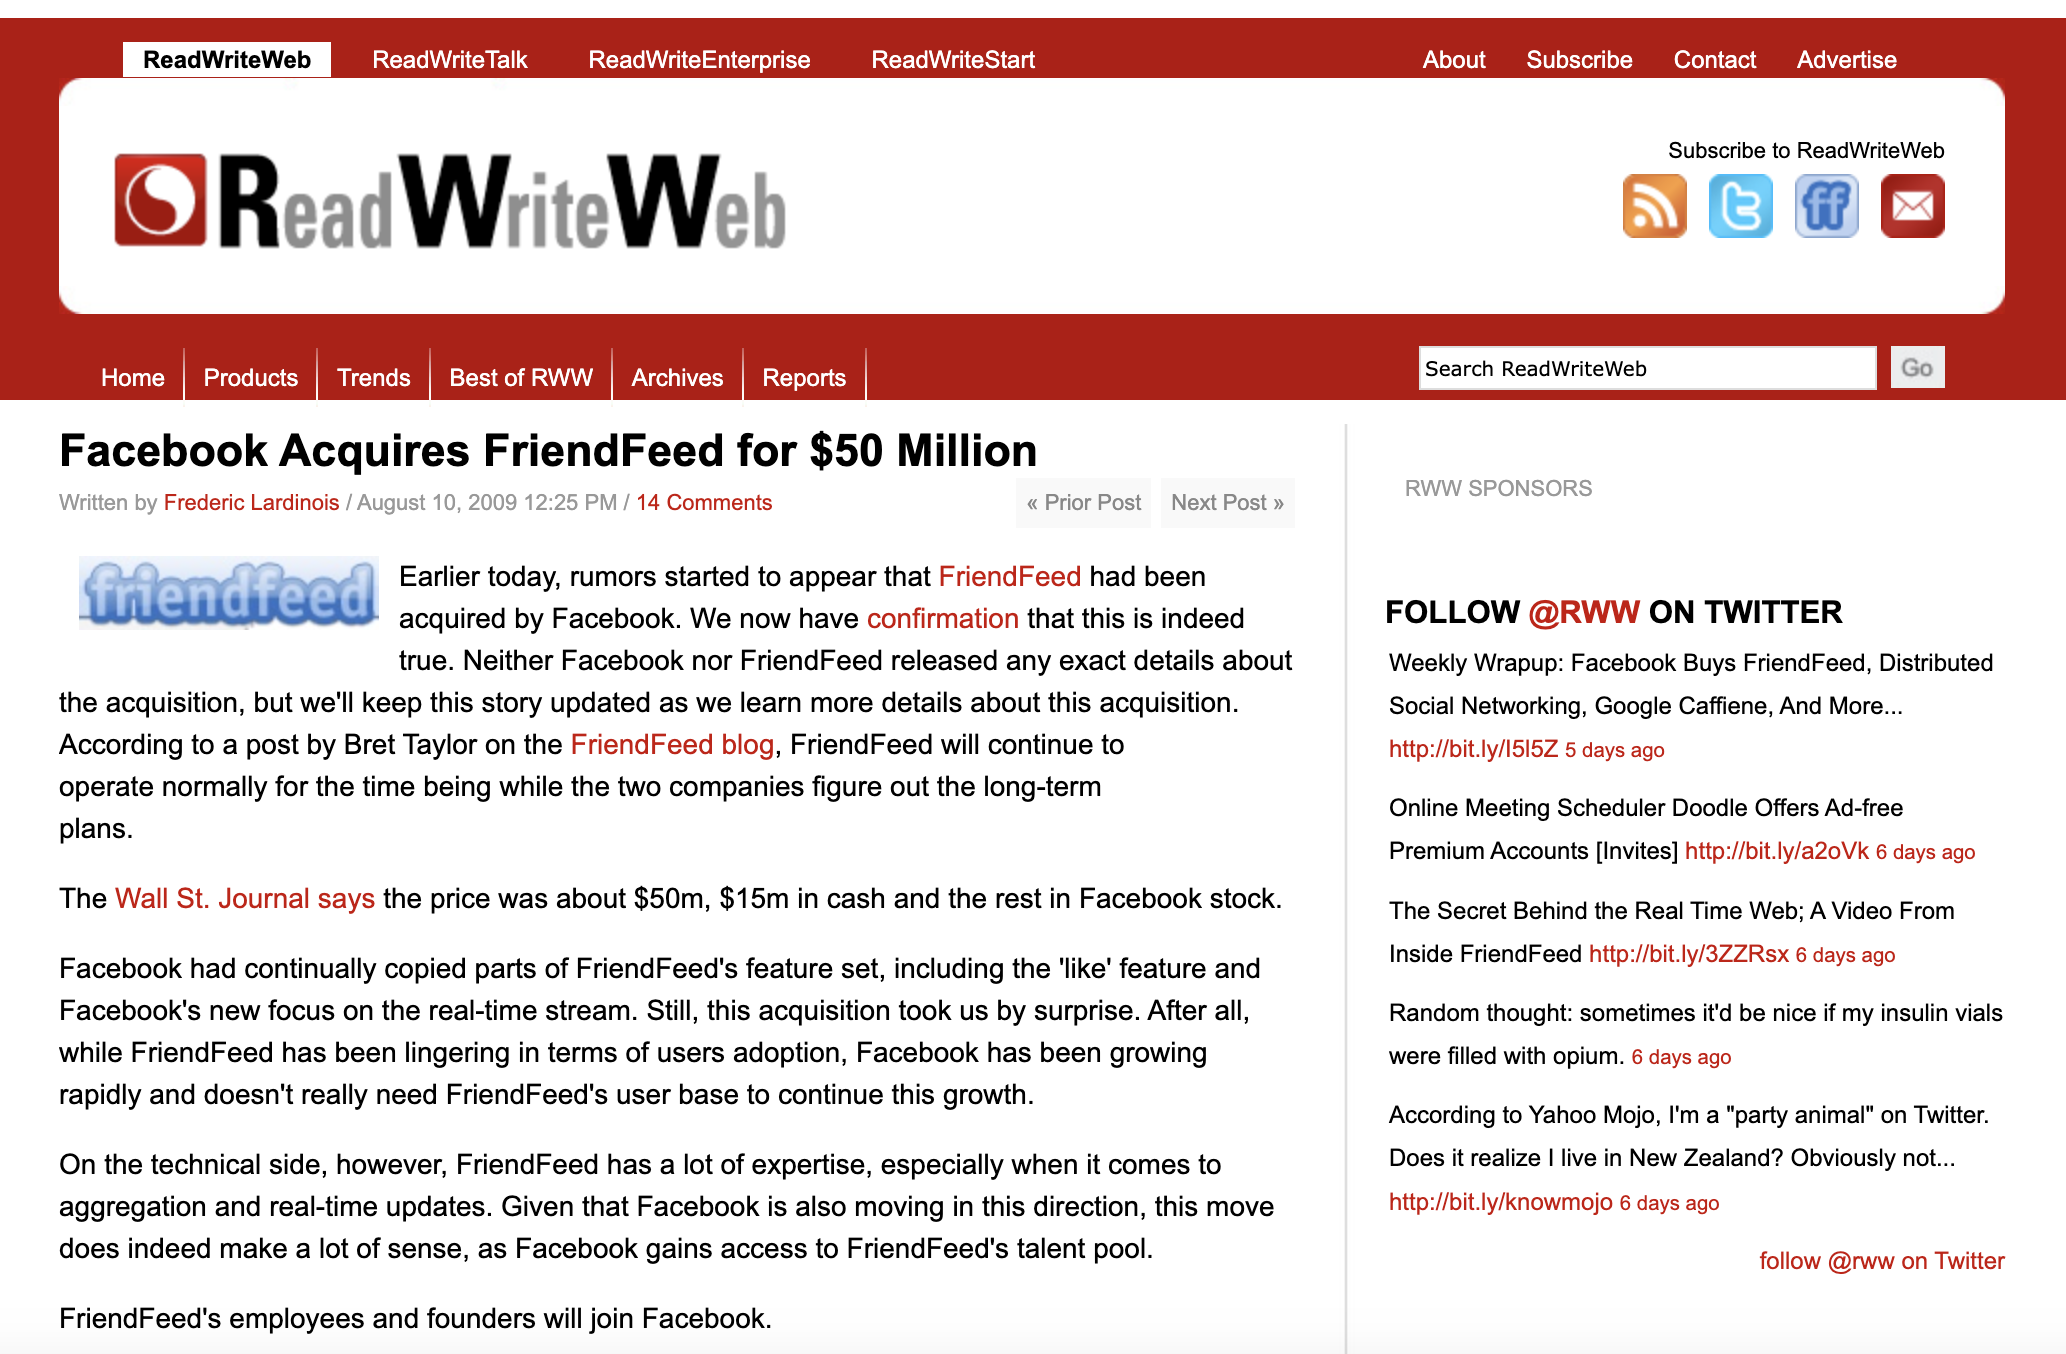 ReadWriteWeb ReadWriteTalk ReadWriteEnterprise ReadWriteStart About Subscribe Contact Advertise
ReadWriteWeb
Subscribe to ReadWriteWeb
Home Products Trends Best of RWW Archives Reports
Search ReadWriteWeb Go
Facebook Acquires FriendFeed for $50 Million
Written by Frederic Lardinois / August 10, 2009 12:25 PM / 14 Comments
« Prior Post Next Post »
friendfeed
Earlier today, rumors started to appear that FriendFeed had been
acquired by Facebook. We now have confirmation that this is indeed
true. Neither Facebook nor FriendFeed released any exact details about
the acquisition, but we'll keep this story updated as we learn more details about this acquisition.
According to a post by Bret Taylor on the FriendFeed blog, FriendFeed will continue to
operate normally for the time being while the two companies figure out the long-term
plans.
The Wall St. Journal says the price was about $50m, $15m in cash and the rest in Facebook stock.
Facebook had continually copied parts of FriendFeed's feature set, including the 'like' feature and
Facebook's new focus on the real-time stream. Still, this acquisition took us by surprise. After all,
while FriendFeed has been lingering in terms of users adoption, Facebook has been growing
rapidly and doesn't really need FriendFeed's user base to continue this growth.
On the technical side, however, FriendFeed has a lot of expertise, especially when it comes to
aggregation and real-time updates. Given that Facebook is also moving in this direction, this move
does indeed make a lot of sense, as Facebook gains access to FriendFeed's talent pool.
FriendFeed's employees and founders will join Facebook.
RWW SPONSORS
FOLLOW @RWW ON TWITTER
Weekly Wrapup: Facebook Buys FriendFeed, Distributed
Social Networking, Google Caffiene, And More...
http://bit.ly/I5I5Z 5 days ago
Online Meeting Scheduler Doodle Offers Ad-free
Premium Accounts [Invites] http://bit.ly/a2oVk 6 days ago
The Secret Behind the Real Time Web; A Video From
Inside FriendFeed http://bit.ly/3ZZRsx 6 days ago
Random thought: sometimes it'd be nice if my insulin vials
were filled with opium. 6 days ago
According to Yahoo Mojo, I'm a "party animal" on Twitter.
Does it realize I live in New Zealand? Obviously not...
http://bit.ly/knowmojo 6 days ago
follow @rww on Twitter